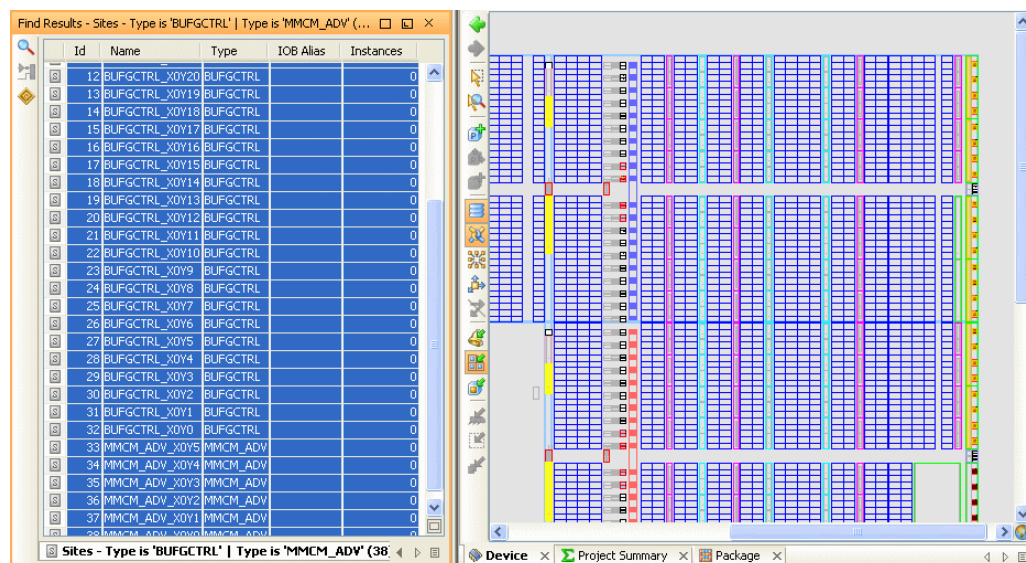 Find Results - Sites - Type is 'BUFGCTRL' | Type is 'MMCM_ADV' (...
Id Name Type IOB Alias Instances
12 BUFGCTRL_X0Y20 BUFGCTRL 0
13 BUFGCTRL_X0Y19 BUFGCTRL 0
14 BUFGCTRL_X0Y18 BUFGCTRL 0
15 BUFGCTRL_X0Y17 BUFGCTRL 0
16 BUFGCTRL_X0Y16 BUFGCTRL 0
17 BUFGCTRL_X0Y15 BUFGCTRL 0
18 BUFGCTRL_X0Y14 BUFGCTRL 0
19 BUFGCTRL_X0Y13 BUFGCTRL 0
20 BUFGCTRL_X0Y12 BUFGCTRL 0
21 BUFGCTRL_X0Y11 BUFGCTRL 0
22 BUFGCTRL_X0Y10 BUFGCTRL 0
23 BUFGCTRL_X0Y9 BUFGCTRL 0
24 BUFGCTRL_X0Y8 BUFGCTRL 0
25 BUFGCTRL_X0Y7 BUFGCTRL 0
26 BUFGCTRL_X0Y6 BUFGCTRL 0
27 BUFGCTRL_X0Y5 BUFGCTRL 0
28 BUFGCTRL_X0Y4 BUFGCTRL 0
29 BUFGCTRL_X0Y3 BUFGCTRL 0
30 BUFGCTRL_X0Y2 BUFGCTRL 0
31 BUFGCTRL_X0Y1 BUFGCTRL 0
32 BUFGCTRL_X0Y0 BUFGCTRL 0
33 MMCM_ADV_X0Y5 MMCM_ADV 0
34 MMCM_ADV_X0Y4 MMCM_ADV 0
35 MMCM_ADV_X0Y3 MMCM_ADV 0
36 MMCM_ADV_X0Y2 MMCM_ADV 0
37 MMCM_ADV_X0Y1 MMCM_ADV 0
38 MMCM_ADV_X0Y0 MMCM_ADV 0
Sites - Type is 'BUFGCTRL' | Type is 'MMCM_ADV' (38)
Device Project Summary Package